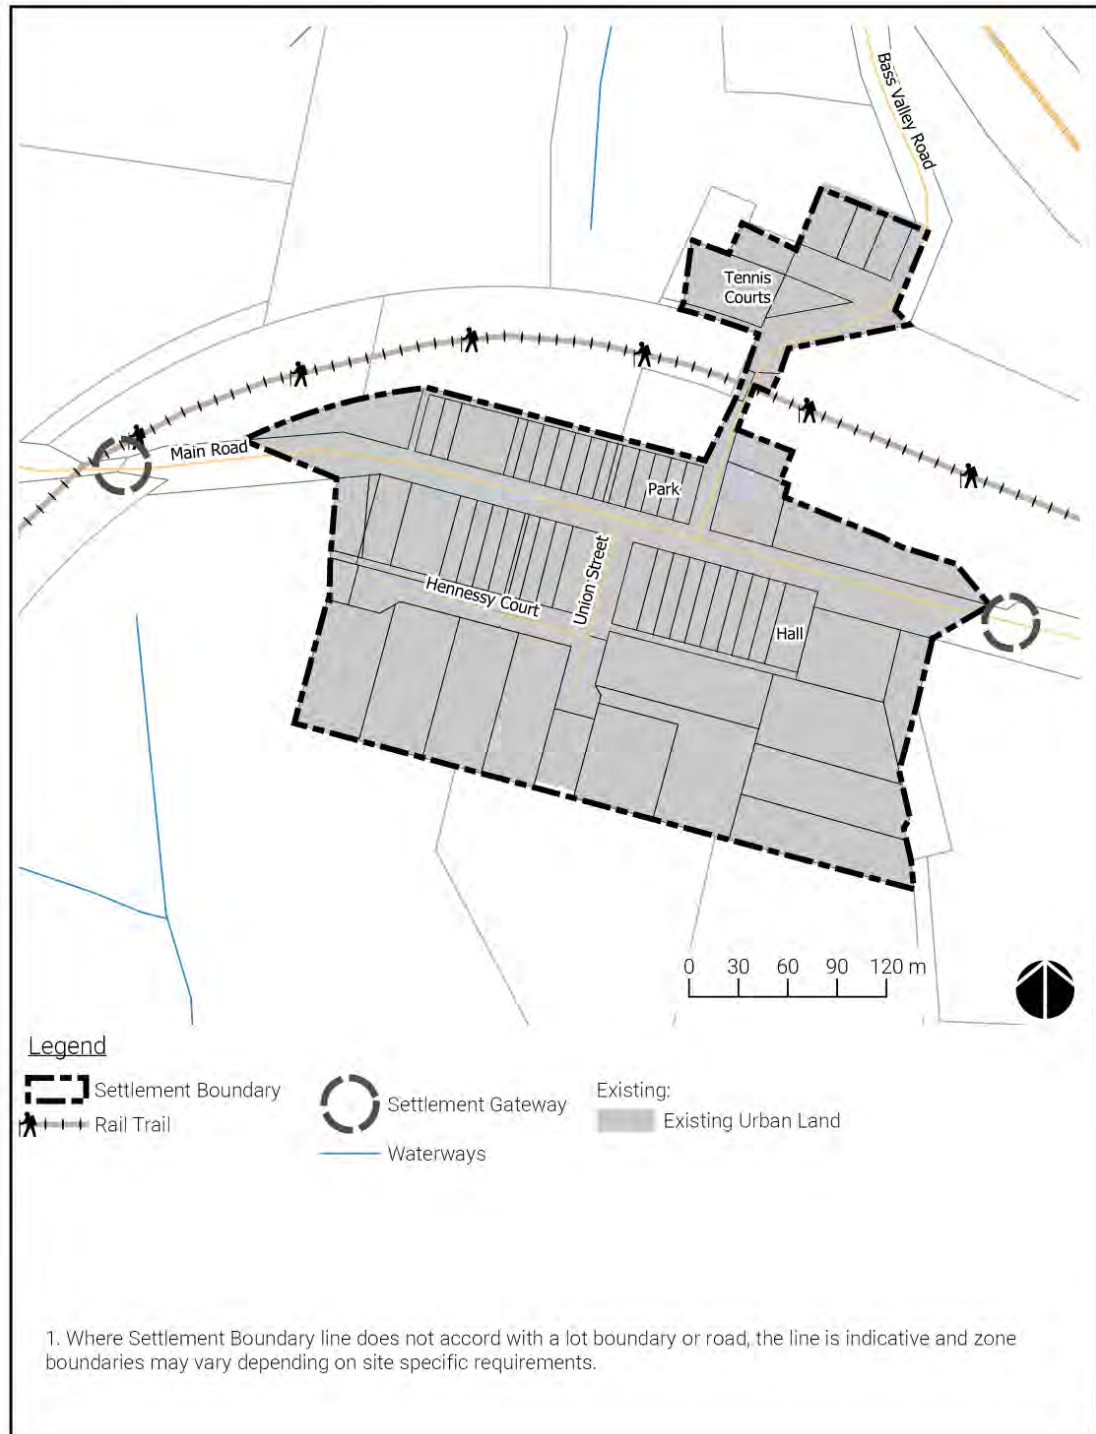 Bass Valley Road
Tennis
Courts
Main Road
Park
Union Street
Hennessy Court
Hall
0 30 60 90 120 m
Legend
Settlement Boundary
Rail Trail
Settlement Gateway
Waterways
Existing:
Existing Urban Land
1. Where Settlement Boundary line does not accord with a lot boundary or road, the line is indicative and zone
boundaries may vary depending on site specific requirements.